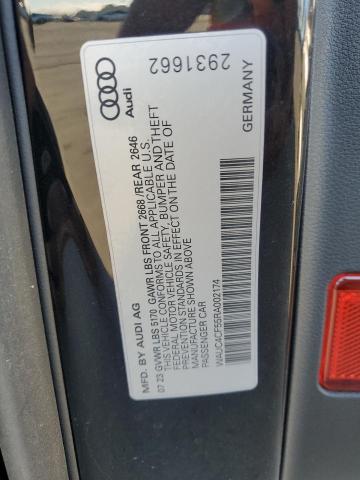 Audi
2931662
MFD. BY AUDI AG
07.23 GVWR LBS 5170 GAWR LBS FRONT 2668/REAR 2646
THIS VEHICLE CONFORMS TO ALL APPLICABLE U.S.
FEDERAL MOTOR VEHICLE SAFETY, BUMPER AND THEFT
PREVENTION STANDARDS IN EFFECT ON THE DATE OF
MANUFACTURE SHOWN ABOVE
PASSENGER CAR
WAUC4CF55RA002174
GERMANY